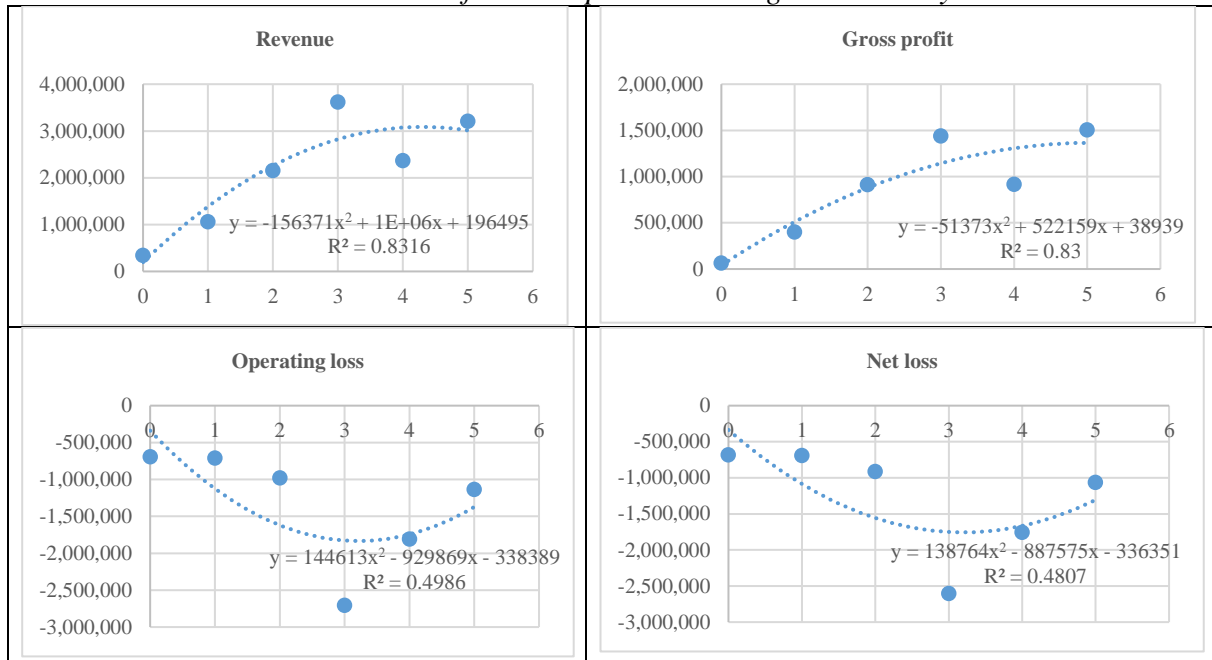 Revenue
4,000,000
3,000,000
2,000,000
1,000,000
0
y = -156371x² + 1E+06x + 196495
R² = 0.8316
0 1 2 3 4 5 6
Gross profit
2,000,000
1,500,000
1,000,000
500,000
0
y = -51373x² + 522159x + 38939
R² = 0.83
0 1 2 3 4 5 6
Operating loss
0
0 1 2 3 4 5 6
-500,000
-1,000,000
-1,500,000
-2,000,000
-2,500,000
-3,000,000
y = 144613x² - 929869x - 338389
R² = 0.4986
Net loss
0
0 1 2 3 4 5 6
-500,000
-1,000,000
-1,500,000
-2,000,000
-2,500,000
-3,000,000
y = 138764x² - 887575x - 336351
R² = 0.4807